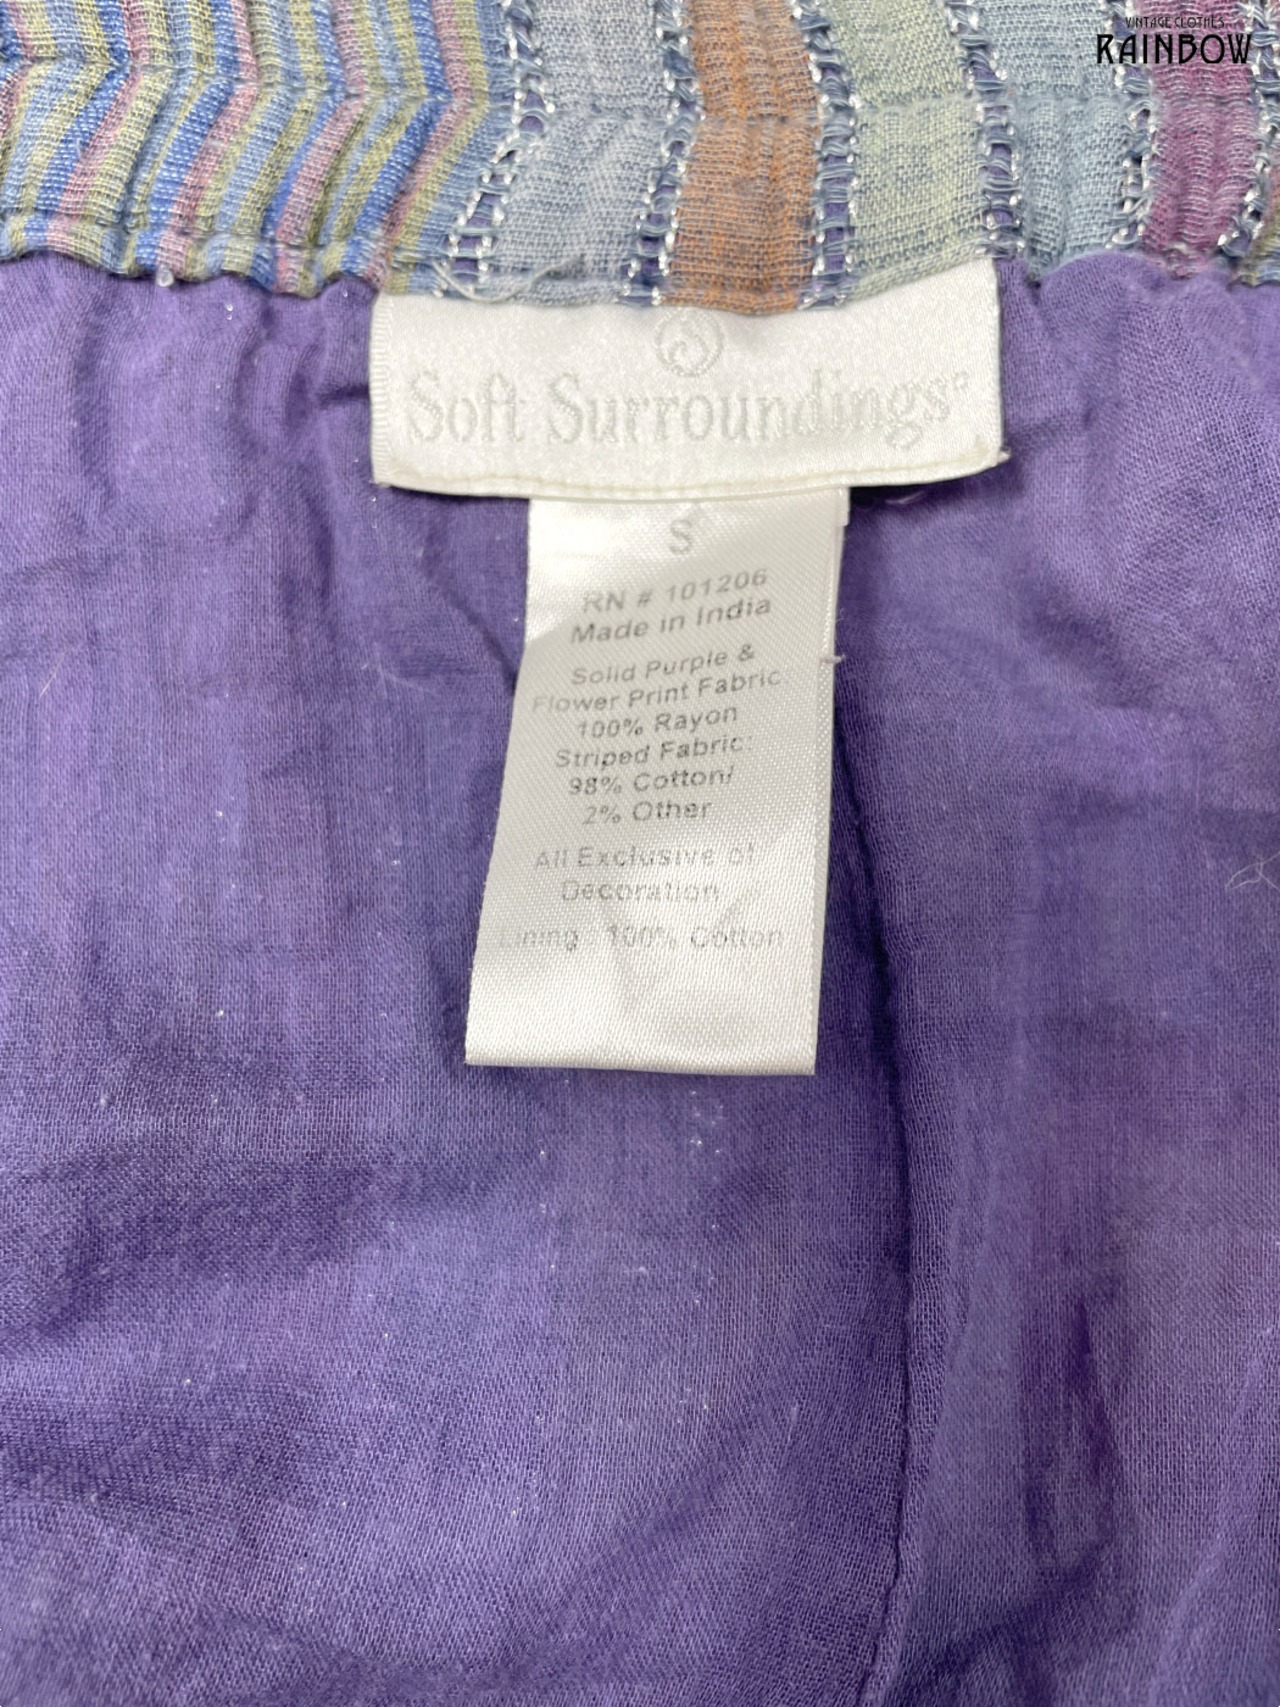 VINTAGE CLOTHES
RAINBOW
Soft Surroundings®
S
RN # 101206
Made in India
Solid Purple &
Flower Print Fabric:
100% Rayon
Striped Fabric:
98% Cotton/
2% Other
All Exclusive of
Decoration
Lining : 100% Cotton